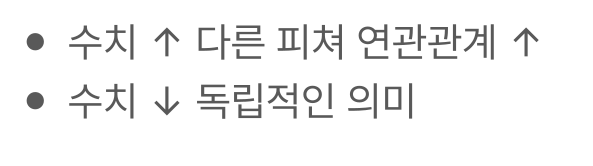 • 수치 ↑ 다른 피쳐 연관관계 ↑
• 수치 ↓ 독립적인 의미